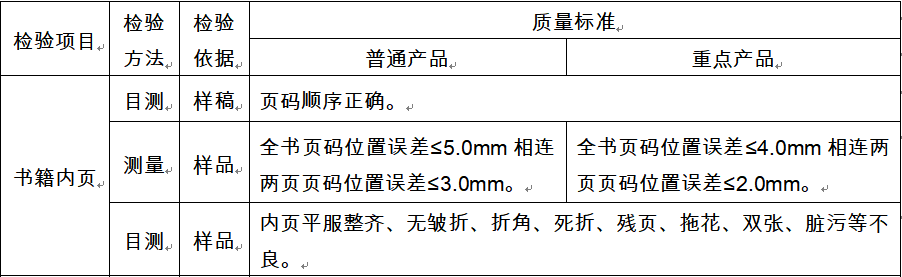 检验项目
检验
方法
检验
依据
质量标准
普通产品
重点产品
书籍内页
目测
样稿
页码顺序正确。
测量
样品
全书页码位置误差≤5.0mm 相连
两页页码位置误差≤3.0mm。
全书页码位置误差≤4.0mm 相连两
页页码位置误差≤2.0mm。
目测
样品
内页平服整齐、无皱折、折角、死折、残页、拖花、双张、脏污等不
良。